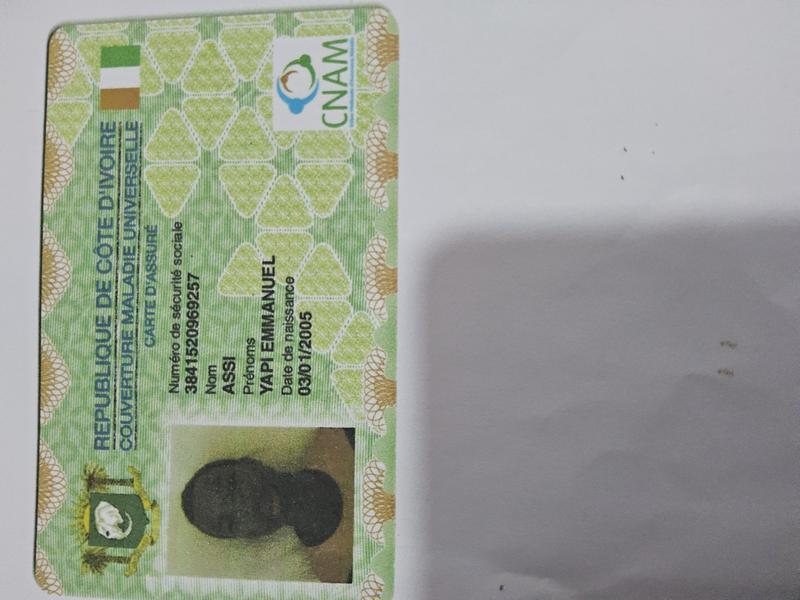 REPUBLIQUE DE CÔTE D'IVOIRE
COUVERTURE MALADIE UNIVERSELLE
CARTE D'ASSURÉ
CNAM
Numéro de sécurité sociale
3841520969257
Nom
ASSI
Prénoms
YAPI EMMANUEL
Date de naissance
03/01/2005